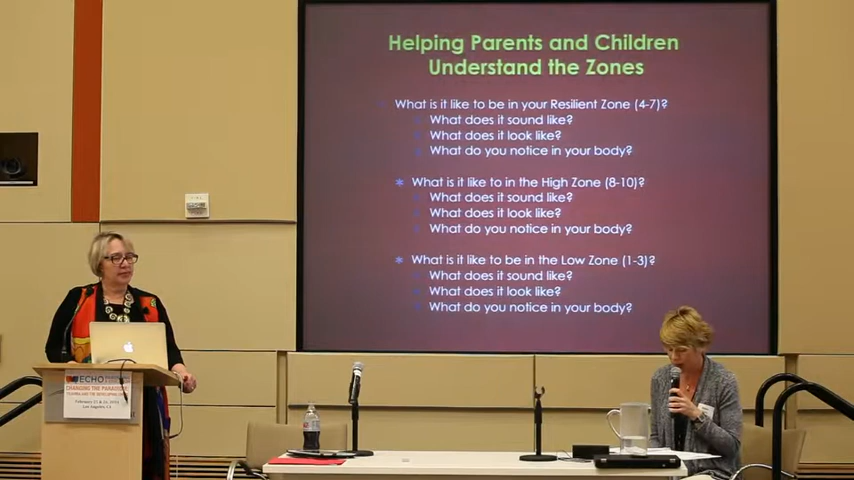 Helping Parents and Children
Understand the Zones
What is it like to be in your Resilient Zone (4-7)?
What does it sound like?
What does it look like?
What do you notice in your body?
* What is it like to in the High Zone (8-10)?
What does it sound like?
What does it look like?
What do you notice in your body?
* What is it like to be in the Low Zone (1-3)?
What does it sound like?
What does it look like?
What do you notice in your body?
ECHO
CHANGING THE PARADIGM
Los Angeles, CA